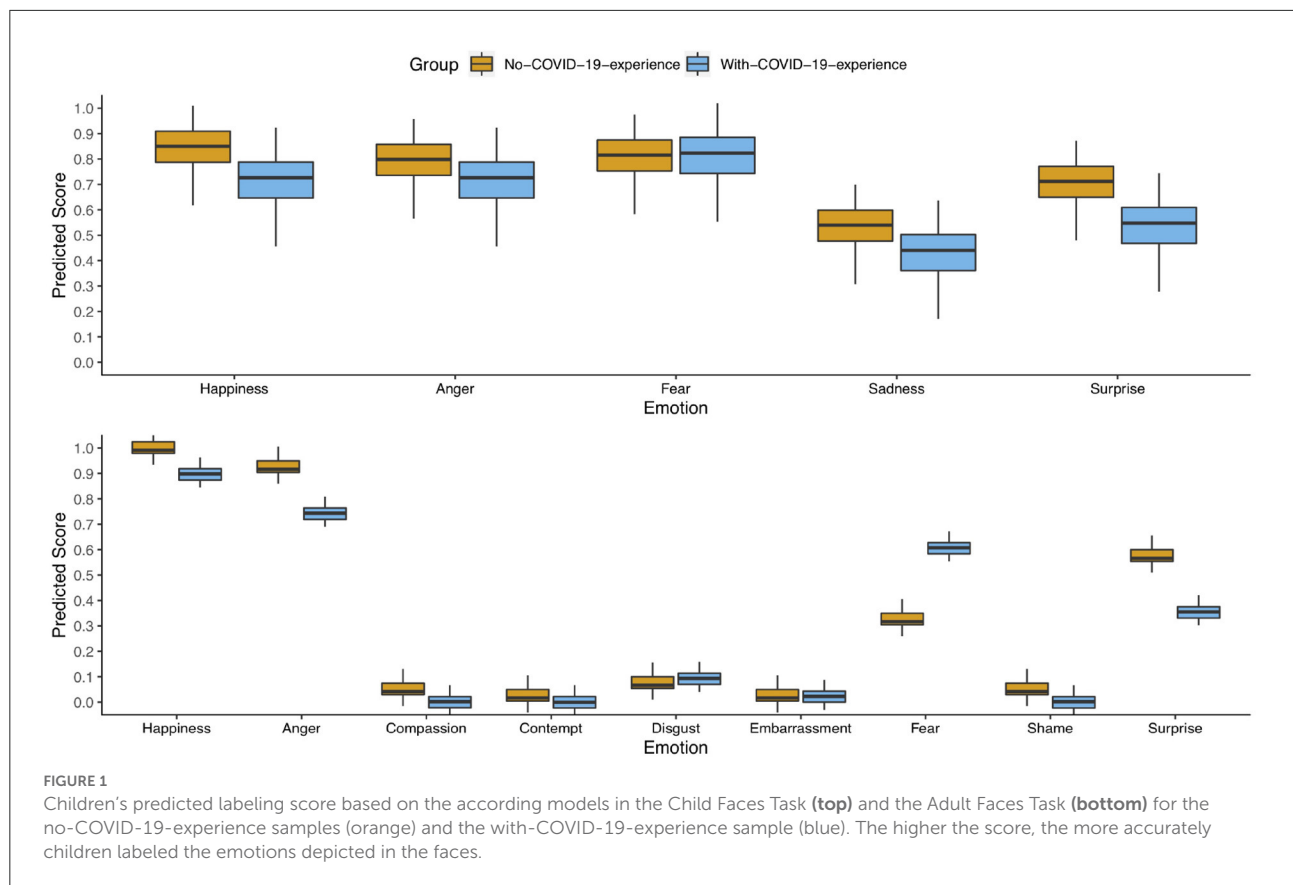 Group No-COVID-19-experience With-COVID-19-experience
1.0
0.9
0.8
0.7
0.6
0.5
0.4
0.3
0.2
0.1
0.0
Predicted Score
Happiness Anger Fear Sadness Surprise
Emotion
1.0
0.9
0.8
0.7
0.6
0.5
0.4
0.3
0.2
0.1
0.0
Predicted Score
Happiness Anger Compassion Contempt Disgust Embarrassment Fear Shame Surprise
Emotion
FIGURE 1
Children's predicted labeling score based on the according models in the Child Faces Task (top) and the Adult Faces Task (bottom) for the
no-COVID-19-experience samples (orange) and the with-COVID-19-experience sample (blue). The higher the score, the more accurately
children labeled the emotions depicted in the faces.